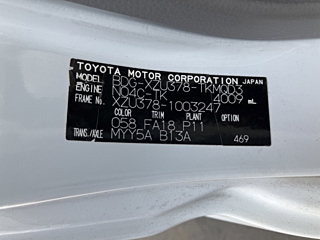 TOYOTA MOTOR CORPORATION JAPAN
MODEL BDG-XZU378-TKMQD3
ENGINE N04C-TK 4009 mL
FRAME No. XZU378-1003247
COLOR TRIM PLANT OPTION
058 FA18 P11
TRANS./AXLE MYY5A B13A
469